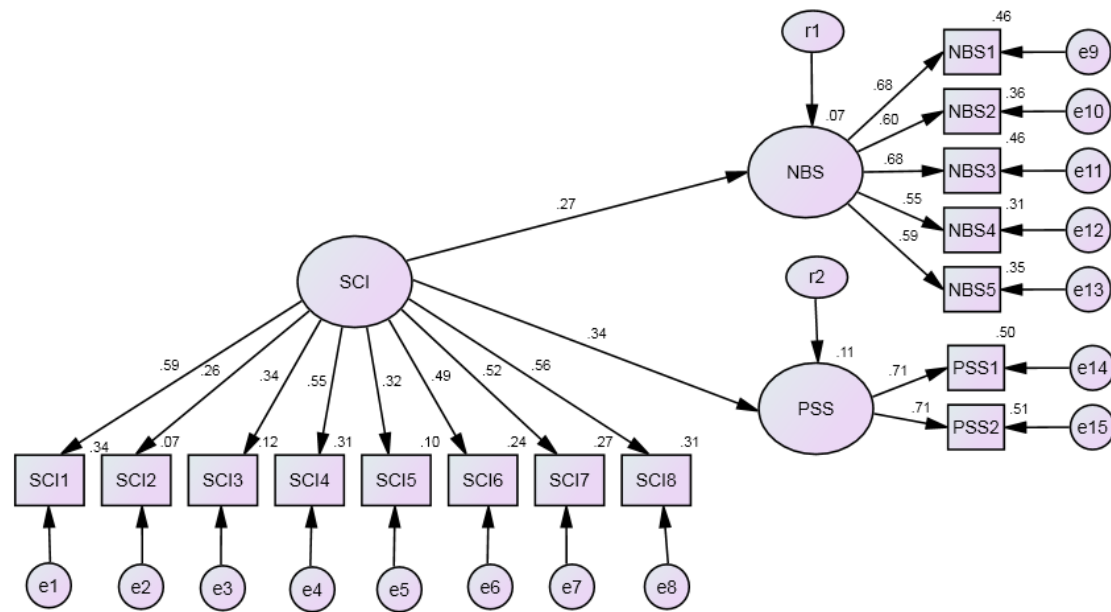 .46
r1
NBS1
e9
.68
.36
.07
.60
NBS2
e10
.46
NBS
.68
NBS3
e11
.55
.31
.27
NBS4
e12
.59
.35
SCI
r2
NBS5
e13
.34
.50
.11
PSS1
e14
.59
.26
.34
.55
.32
.49
.52
.56
.71
PSS
.71
.51
PSS2
e15
.34
.07
.12
.31
.10
.24
.27
.31
SCI1
SCI2
SCI3
SCI4
SCI5
SCI6
SCI7
SCI8
e1
e2
e3
e4
e5
e6
e7
e8